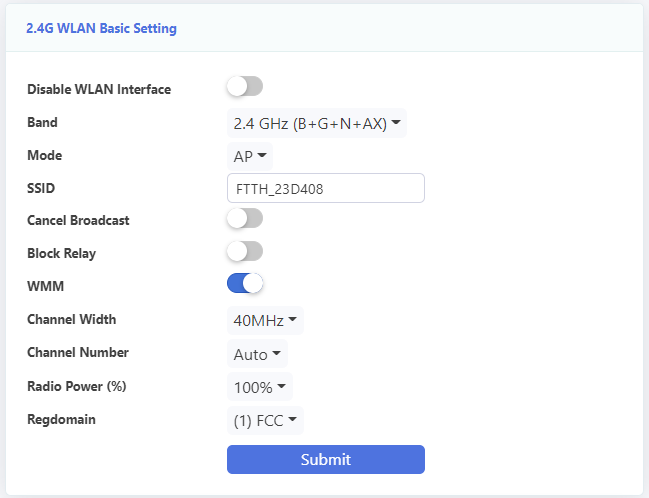 2.4G WLAN Basic Setting
Disable WLAN Interface
Band 2.4 GHz (B+G+N+AX)
Mode AP
SSID FTTH_23D408
Cancel Broadcast
Block Relay
WMM
Channel Width 40MHz
Channel Number Auto
Radio Power (%) 100%
Regdomain (1) FCC
Submit